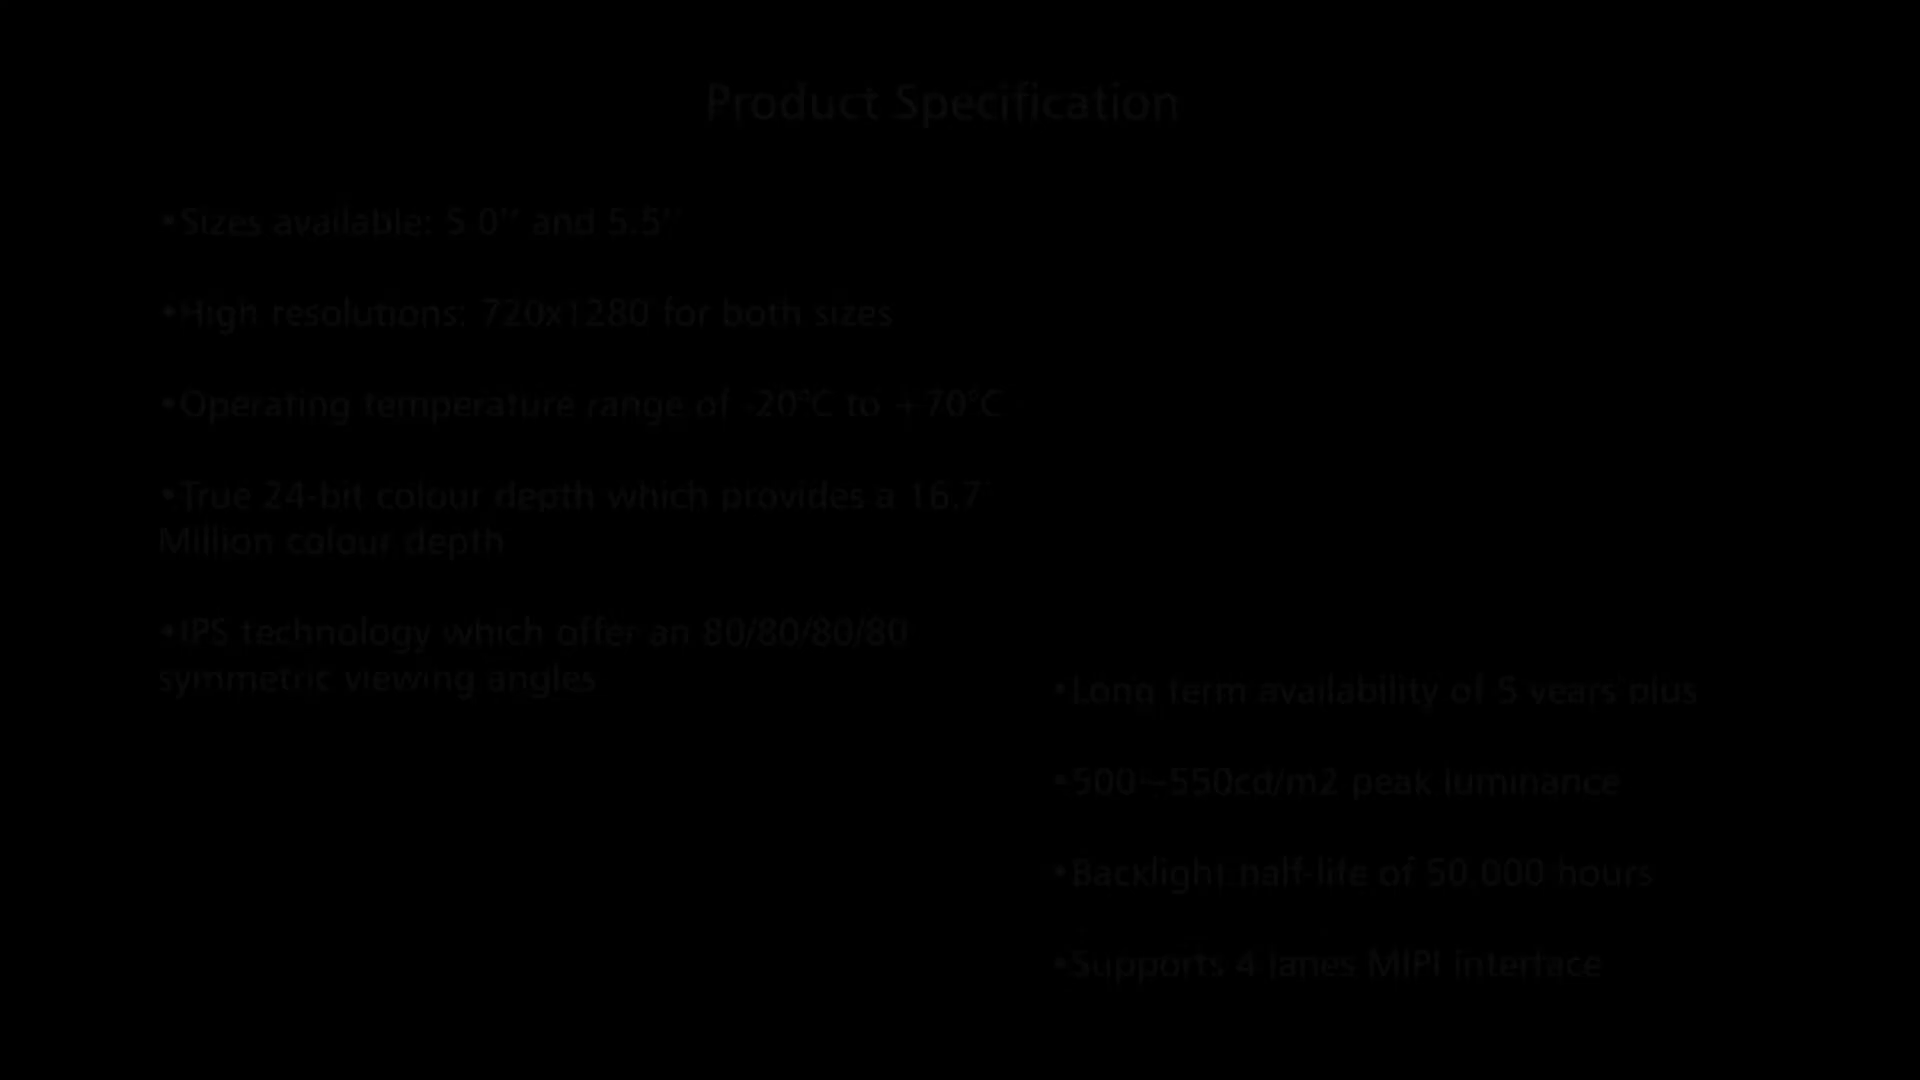 Product Specification
•Sizes available: 5.0’’ and 5.5’’
•High resolutions: 720x1280 for both sizes
•Operating temperature range of -20°C to +70°C
•True 24-bit colour depth which provides a 16.7
Million colour depth
•IPS technology which offer an 80/80/80/80
symmetric viewing angles
•Long term availability of 5 years plus
•500~550cd/m2 peak luminance
•Backlight half-life of 50,000 hours
•Supports 4 lanes MIPI interface